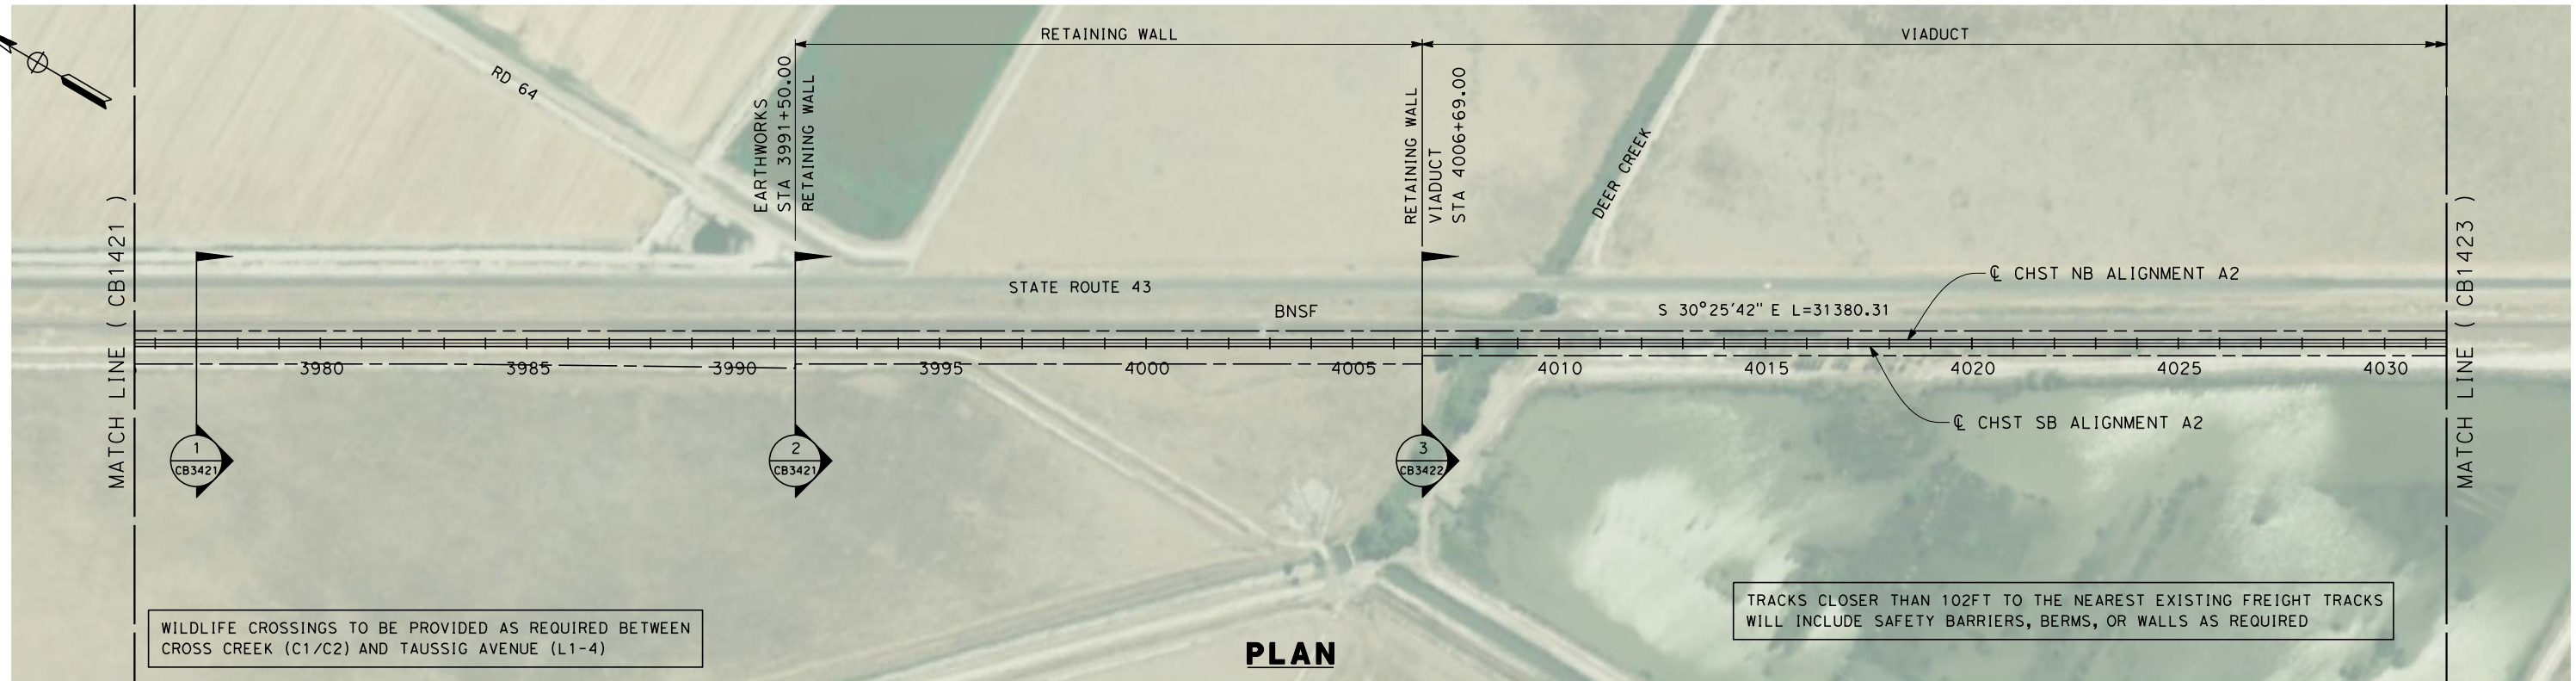 RETAINING WALL
VIADUCT
RD 64
EARTHWORKS
STA 3991+50.00
RETAINING WALL
RETAINING WALL
VIADUCT
STA 4006+69.00
DEER CREEK
MATCH LINE ( CB1421 )
MATCH LINE ( CB1423 )
STATE ROUTE 43
BNSF
S 30°25'42" E L=31380.31
℄ CHST NB ALIGNMENT A2
3980
3985
3990
3995
4000
4005
4010
4015
4020
4025
4030
℄ CHST SB ALIGNMENT A2
1
CB3421
2
CB3421
3
CB3422
WILDLIFE CROSSINGS TO BE PROVIDED AS REQUIRED BETWEEN
CROSS CREEK (C1/C2) AND TAUSSIG AVENUE (L1-4)
PLAN
TRACKS CLOSER THAN 102FT TO THE NEAREST EXISTING FREIGHT TRACKS
WILL INCLUDE SAFETY BARRIERS, BERMS, OR WALLS AS REQUIRED